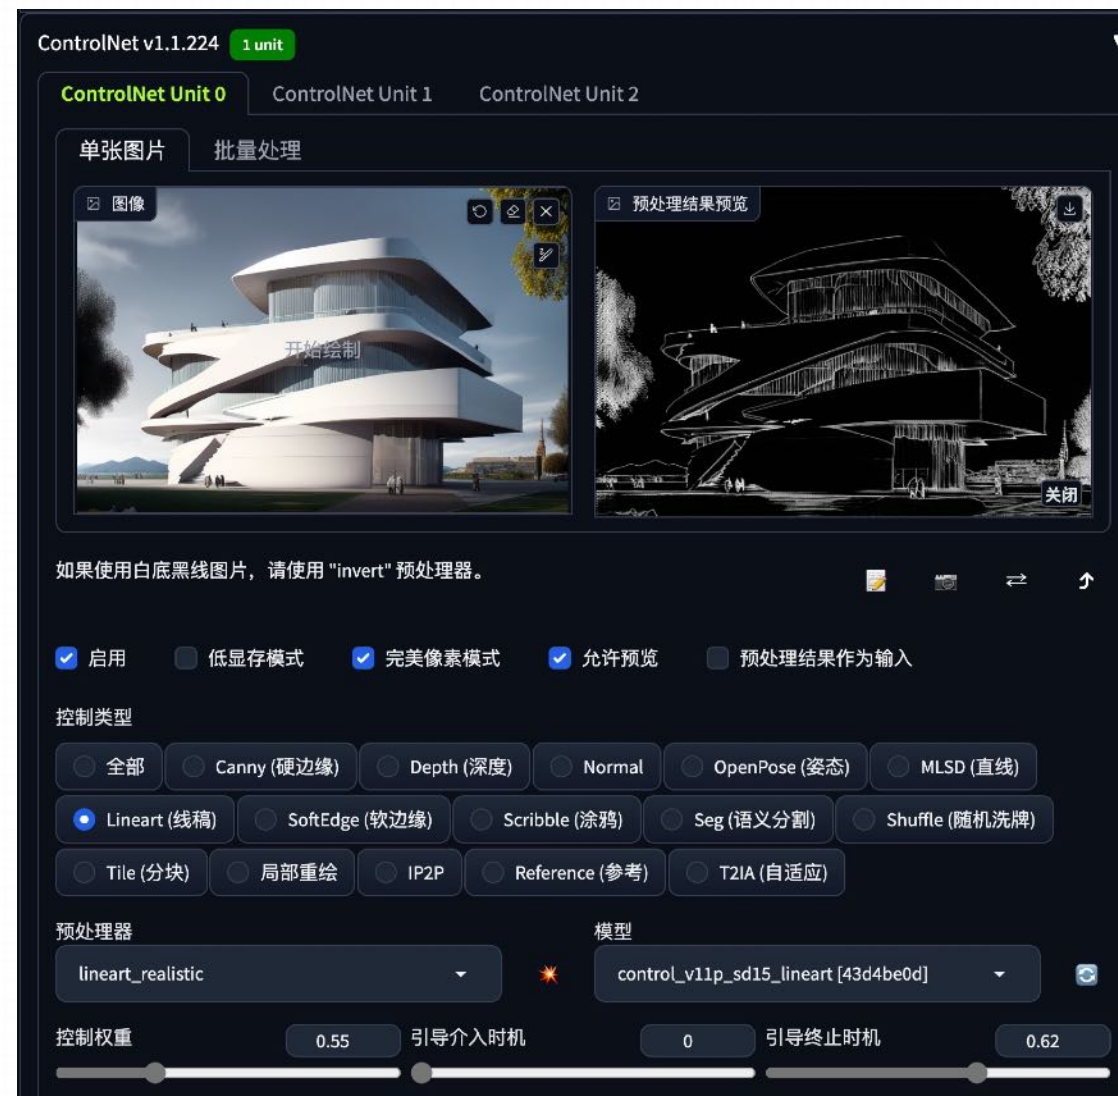 ControlNet v1.1.224 1 unit
ControlNet Unit 0 ControlNet Unit 1 ControlNet Unit 2
单张图片 批量处理
图像 预处理结果预览
开始绘制
关闭
如果使用白底黑线图片，请使用 "invert" 预处理器。
启用 低显存模式 完美像素模式 允许预览 预处理结果作为输入
控制类型
全部 Canny (硬边缘) Depth (深度) Normal OpenPose (姿态) MLSD (直线)
Lineart (线稿) SoftEdge (软边缘) Scribble (涂鸦) Seg (语义分割) Shuffle (随机洗牌)
Tile (分块) 局部重绘 IP2P Reference (参考) T2IA (自适应)
预处理器 模型
lineart_realistic control_v11p_sd15_lineart [43d4be0d]
控制权重 0.55 引导介入时机 0 引导终止时机 0.62